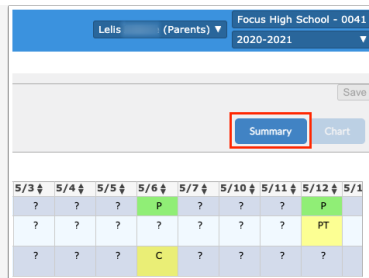 Lelis (Parents) ▼
Focus High School - 0041
2020-2021 ▼
Save
Summary Chart
5/3 5/4 5/5 5/6 5/7 5/10 5/11 5/12 5/1
? ? ? P ? ? ? P
? ? ? ? ? ? ? PT
? ? ? C ? ? ? ?